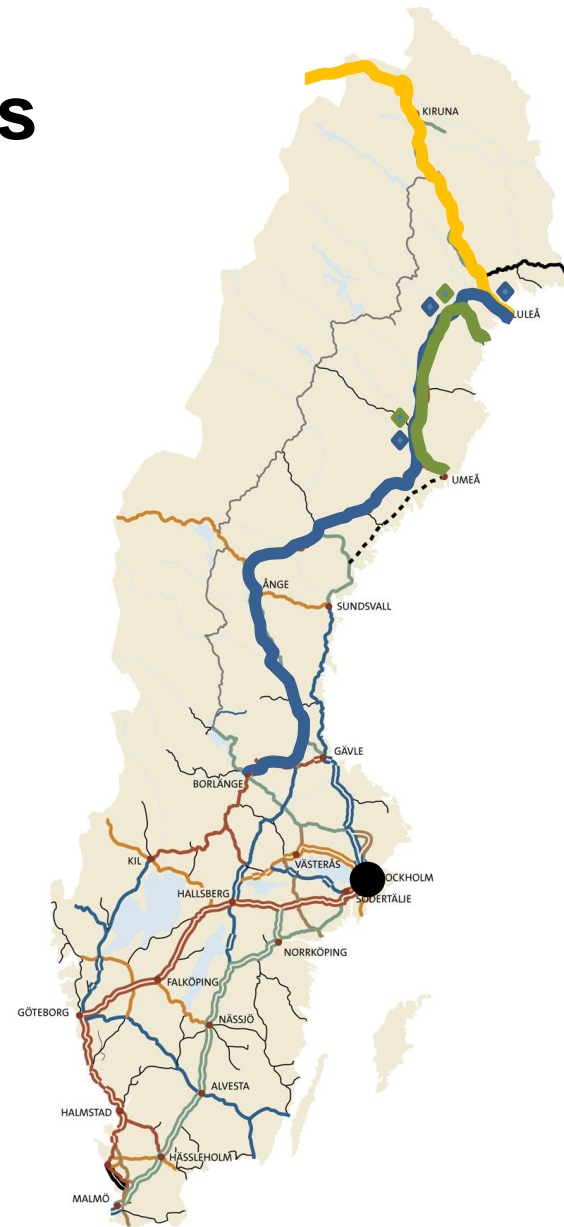 s
KIRUNA
LULEÅ
UMEÅ
ÅNGE
SUNDSVALL
GÄVLE
BORLÄNGE
KIL
VÄSTERÅS
OCKHOLM
HALLSBERG
SÖDERTÄLJE
NORRKÖPING
FALKÖPING
GÖTEBORG
NÄSSJÖ
ALVESTA
HALMSTAD
HÄSSLEHOLM
MALMÖ